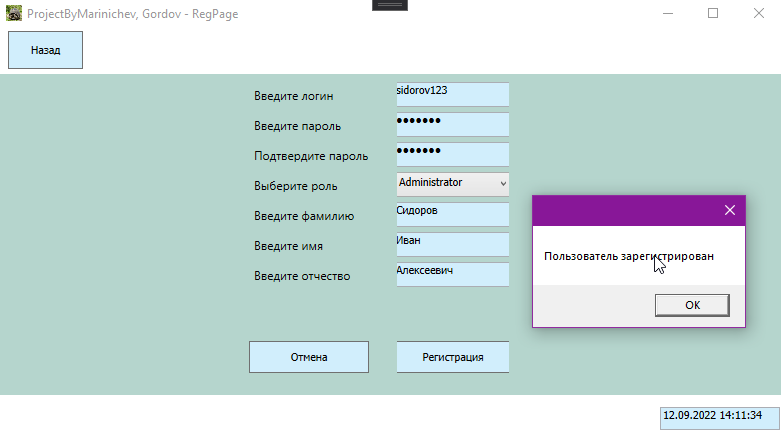 ProjectByMarinichev, Gordov - RegPage
Назад
Введите логин
sidorov123
Введите пароль
●●●●●●●
Подтвердите пароль
●●●●●●●
Выберите роль
Administrator
Введите фамилию
Сидоров
Введите имя
Иван
Введите отчество
Алексеевич
Пользователь зарегистрирован
OK
Отмена
Регистрация
12.09.2022 14:11:34